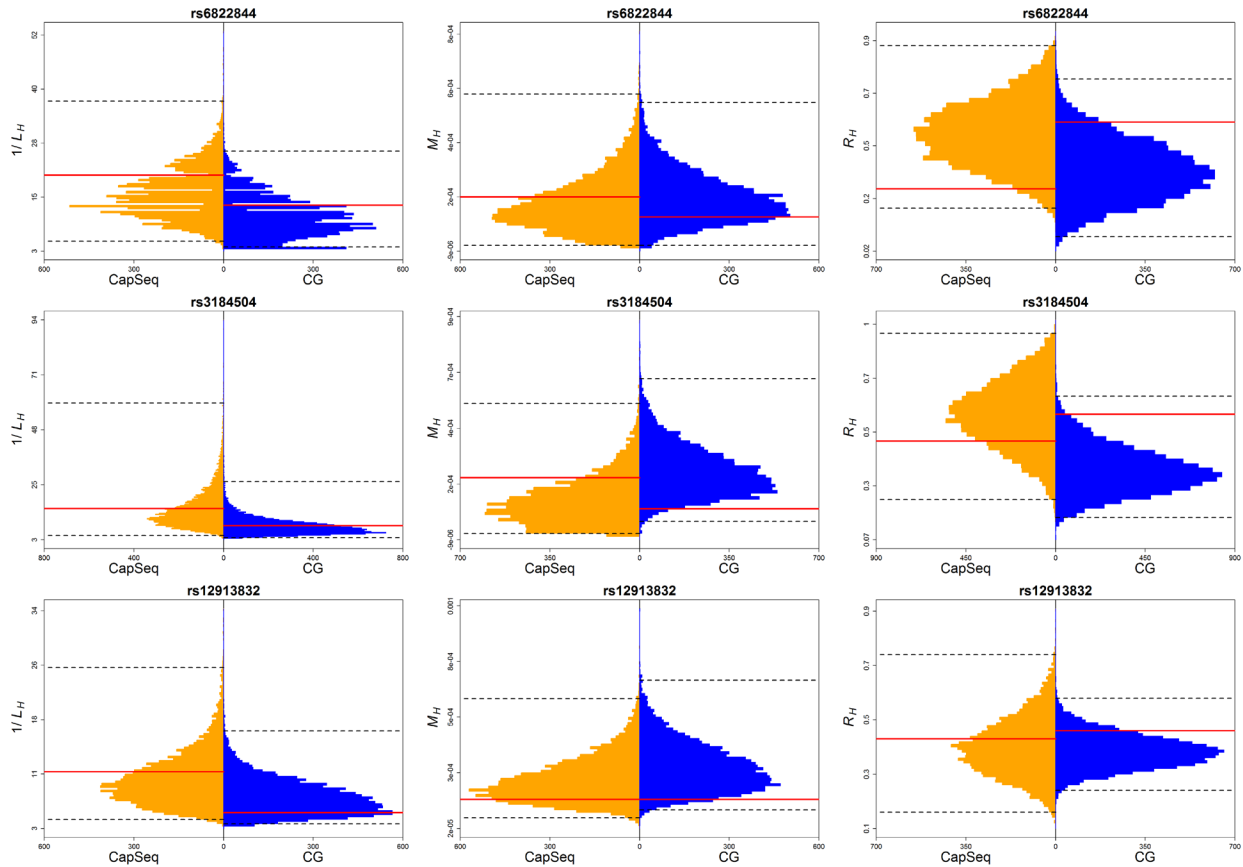 rs6822844
52
40
28
15
3
1/ L_H
600 300 0 300 600
CapSeq CG
rs6822844
8e-04
6e-04
4e-04
2e-04
-9e-06
M_H
600 300 0 300 600
CapSeq CG
rs6822844
0.9
0.7
0.5
0.2
0.02
R_H
700 350 0 350 700
CapSeq CG
rs3184504
94
71
48
25
3
1/ L_H
800 400 0 400 800
CapSeq CG
rs3184504
9e-04
7e-04
4e-04
2e-04
-9e-06
M_H
700 350 0 350 700
CapSeq CG
rs3184504
1
0.7
0.5
0.3
0.07
R_H
900 450 0 450 900
CapSeq CG
rs12913832
34
26
18
11
3
1/ L_H
600 300 0 300 600
CapSeq CG
rs12913832
0.001
8e-04
5e-04
3e-04
2e-05
M_H
600 300 0 300 600
CapSeq CG
rs12913832
0.9
0.7
0.5
0.3
0.1
R_H
700 350 0 350 700
CapSeq CG